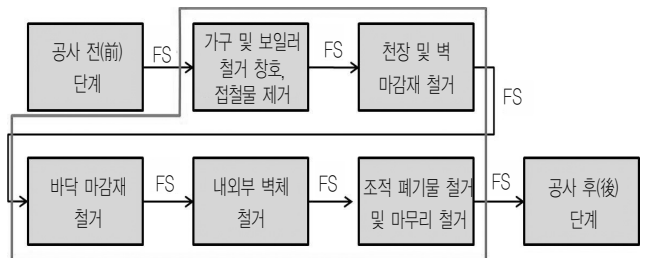 공사 전(前)
단계
FS
가구 및 보일러
철거 창호,
접철물 제거
FS
천장 및 벽
마감재 철거
FS
바닥 마감재
철거
FS
내외부 벽체
철거
FS
조적 폐기물 철거
및 마무리 철거
FS
공사 후(後)
단계